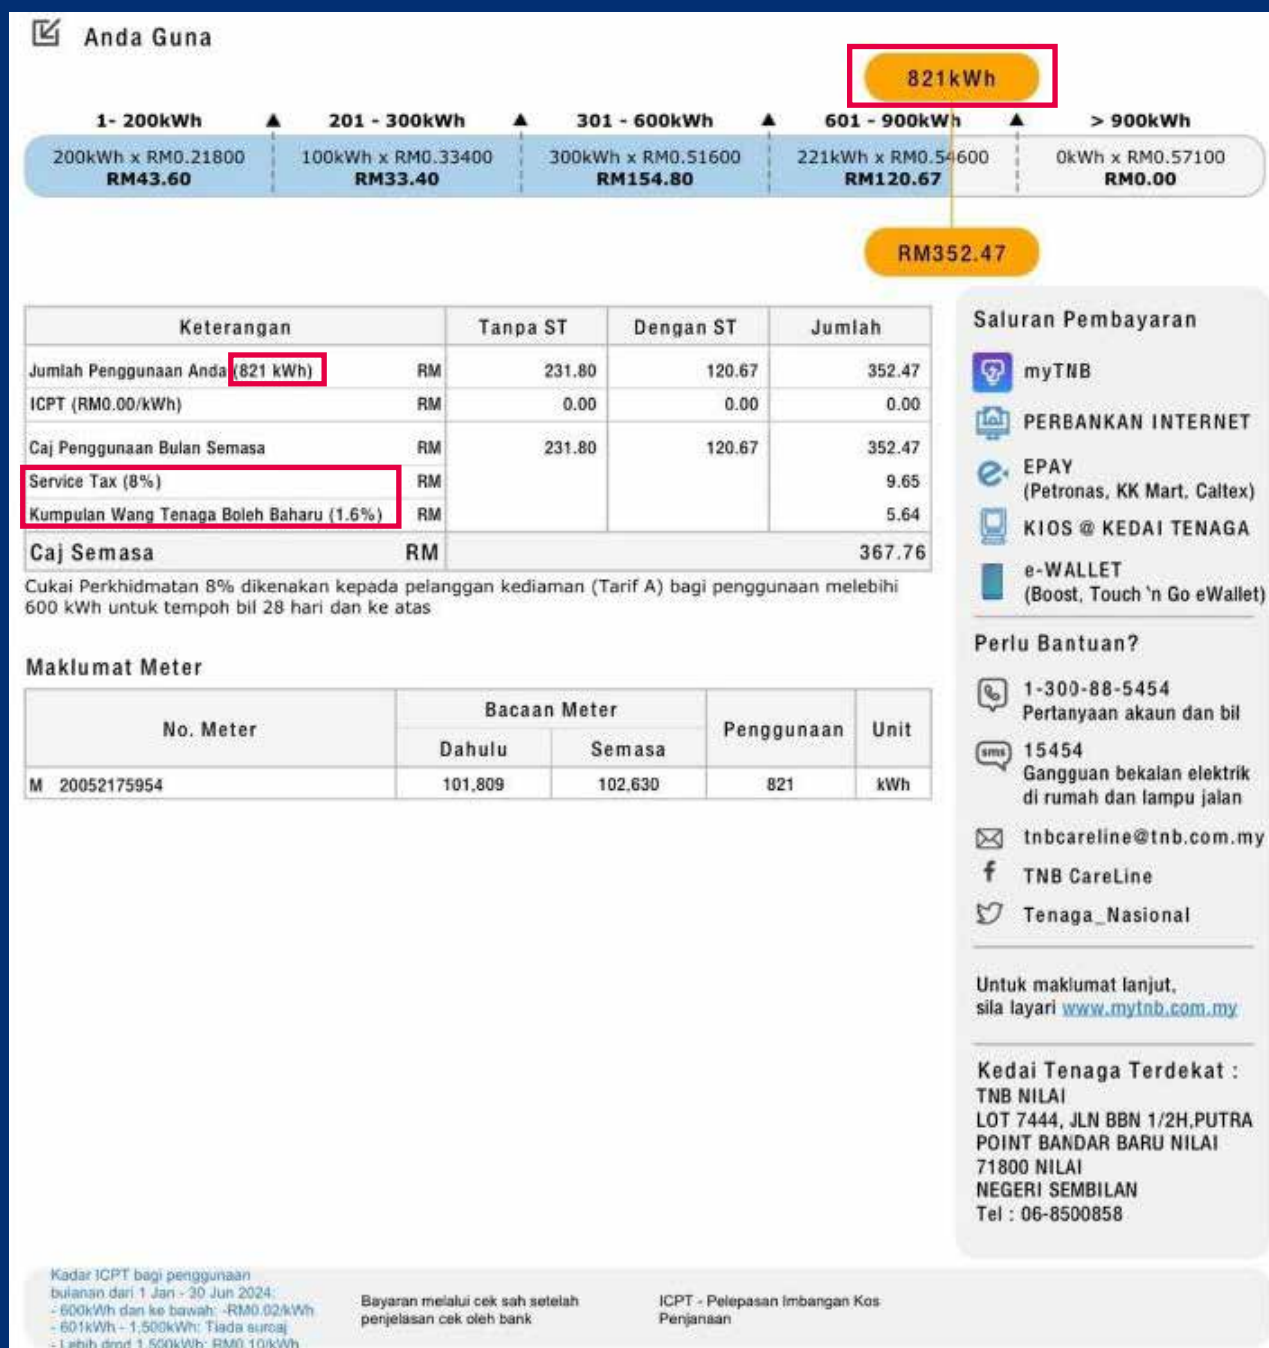 Anda Guna
821kWh
1- 200kWh ▲ 201 - 300kWh ▲ 301 - 600kWh ▲ 601 - 900kWh ▲ > 900kWh
200kWh x RM0.21800 100kWh x RM0.33400 300kWh x RM0.51600 221kWh x RM0.54600 0kWh x RM0.57100
RM43.60 RM33.40 RM154.80 RM120.67 RM0.00
RM352.47
Keterangan Tanpa ST Dengan ST Jumlah
Jumlah Penggunaan Anda (821 kWh) RM 231.80 120.67 352.47
ICPT (RM0.00/kWh) RM 0.00 0.00 0.00
Caj Penggunaan Bulan Semasa RM 231.80 120.67 352.47
Service Tax (8%) RM 9.65
Kumpulan Wang Tenaga Boleh Baharu (1.6%) RM 5.64
Caj Semasa RM 367.76
Cukai Perkhidmatan 8% dikenakan kepada pelanggan kediaman (Tarif A) bagi penggunaan melebihi
600 kWh untuk tempoh bil 28 hari dan ke atas
Maklumat Meter
No. Meter Bacaan Meter Penggunaan Unit
Dahulu Semasa
M 20052175954 101,809 102,630 821 kWh
Saluran Pembayaran
myTNB
PERBANKAN INTERNET
EPAY
(Petronas, KK Mart, Caltex)
KIOS @ KEDAI TENAGA
e-WALLET
(Boost, Touch 'n Go eWallet)
Perlu Bantuan?
1-300-88-5454
Pertanyaan akaun dan bil
sms 15454
Gangguan bekalan elektrik
di rumah dan lampu jalan
tnbcareline@tnb.com.my
TNB CareLine
Tenaga_Nasional
Untuk maklumat lanjut,
sila layari www.mytnb.com.my
Kedai Tenaga Terdekat :
TNB NILAI
LOT 7444, JLN BBN 1/2H,PUTRA
POINT BANDAR BARU NILAI
71800 NILAI
NEGERI SEMBILAN
Tel : 06-8500858
Kadar ICPT bagi penggunaan
bulanan dari 1 Jan - 30 Jun 2024:
- 600kWh dan ke bawah: -RM0.02/kWh
- 601kWh - 1,500kWh: Tiada surcaj
- Lebih drpd 1,500kWh: RM0.10/kWh
Bayaran melalui cek sah setelah
penjelasan cek oleh bank
ICPT - Pelepasan Imbangan Kos
Penjanaan